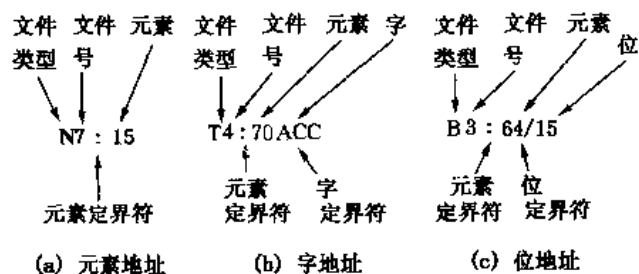 文件 文件 元素
类型 号
N7 : 15
元素定界符
(a) 元素地址
文件 文件 元素 字
类型 号
T4:70ACC
元素 字
定界符 定界符
(b) 字地址
文件 文件 元素
类型 号 位
B3:64/15
元素 位
定界符 定界符
(c) 位地址